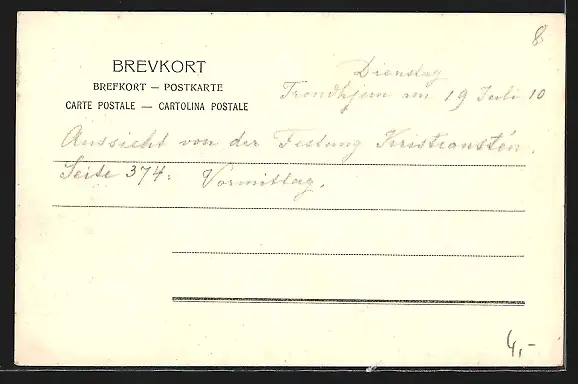 8
BREVKORT
BREFKORT — POSTKARTE
CARTE POSTALE — CARTOLINA POSTALE
Dienstag
Trondhjem am 19 Juli 10
Aussicht von der Festung Kristiansten.
Seite 374: Vormittag.
4,-